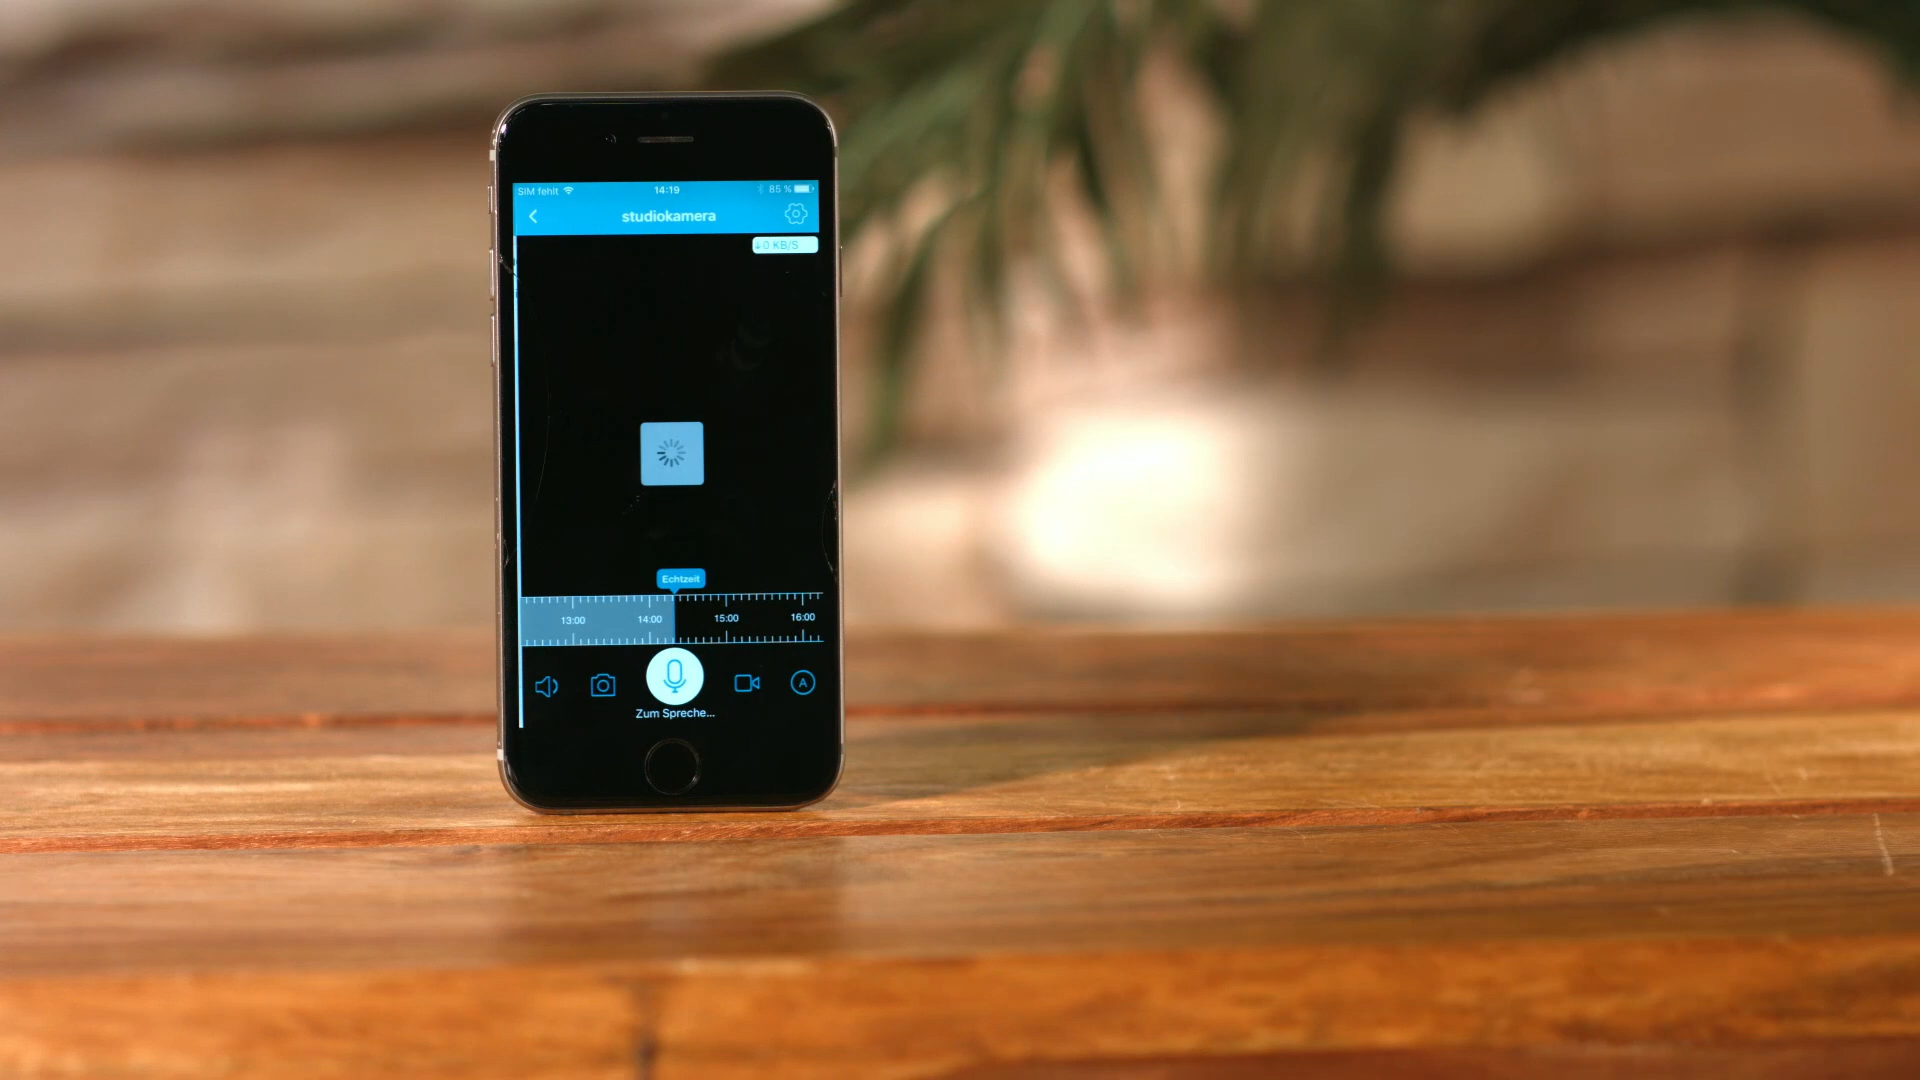 SIM fehlt 14:19 85 %
studiokamera
↓0 KB/S
Echtzeit
13:00 14:00 15:00 16:00
A
Zum Spreche...